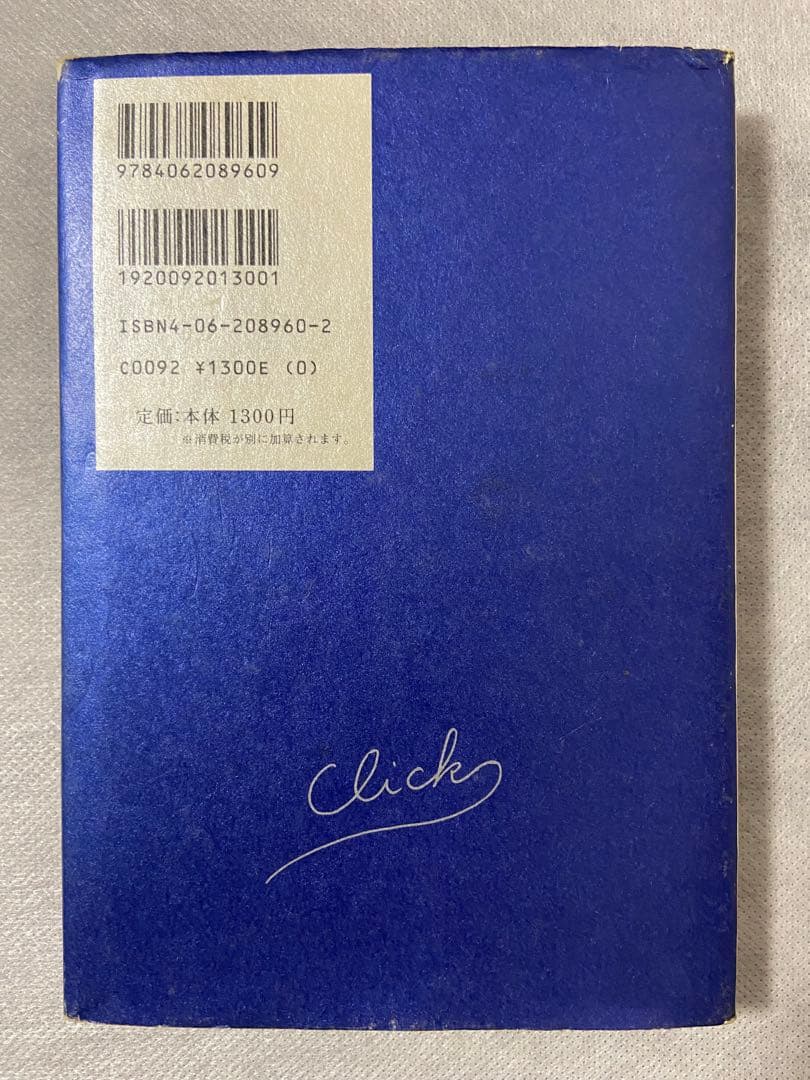 9784062089609
1920092013001
ISBN4-06-208960-2
C0092 ¥1300E (0)
定価:本体 1300円
※消費税が別に加算されます。
Click